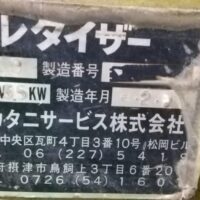 レタイザー
製造番号
KW 製造年月
タニサービス株式会社
中央区瓦町4丁目3番10号 松岡ビル
06 (227) 5418
府摂津市鳥飼上3丁目6番20
0726 (54) 160